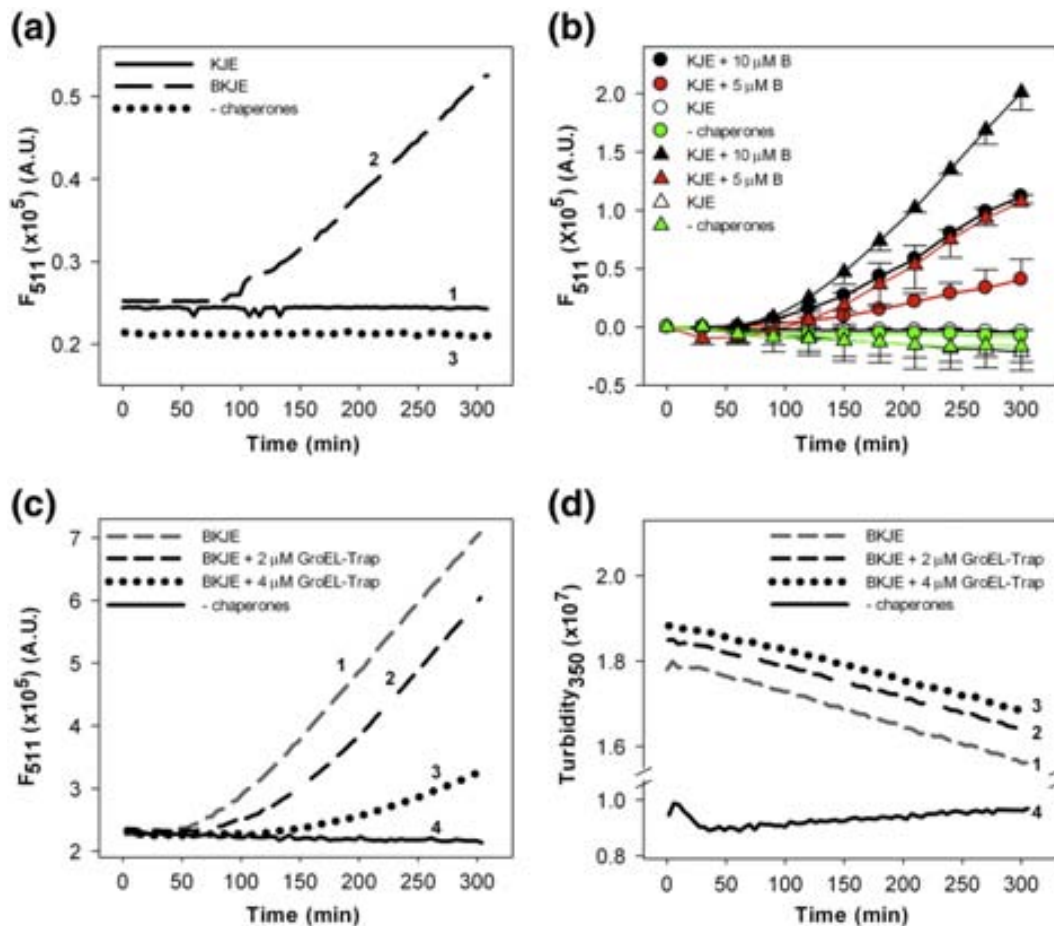 (a)
KJE
BKJE
- chaperones
0.5
0.4
0.3
0.2
F511 (x10^5) (A.U.)
2
1
3
0 50 100 150 200 250 300
Time (min)
(b)
KJE + 10 μM B
KJE + 5 μM B
KJE
- chaperones
KJE + 10 μM B
KJE + 5 μM B
KJE
- chaperones
2.0
1.5
1.0
0.5
0.0
-0.5
F511 (X10^5) (A.U.)
0 50 100 150 200 250 300
Time (min)
(c)
BKJE
BKJE + 2 μM GroEL-Trap
BKJE + 4 μM GroEL-Trap
- chaperones
7
6
5
4
3
2
F511 (x10^5) (A.U.)
1
2
3
4
0 50 100 150 200 250 300
Time (min)
(d)
BKJE
BKJE + 2 μM GroEL-Trap
BKJE + 4 μM GroEL-Trap
- chaperones
2.0
1.8
1.6
1.0
0.8
Turbidity350 (x10^7)
3
2
1
4
0 50 100 150 200 250 300
Time (min)